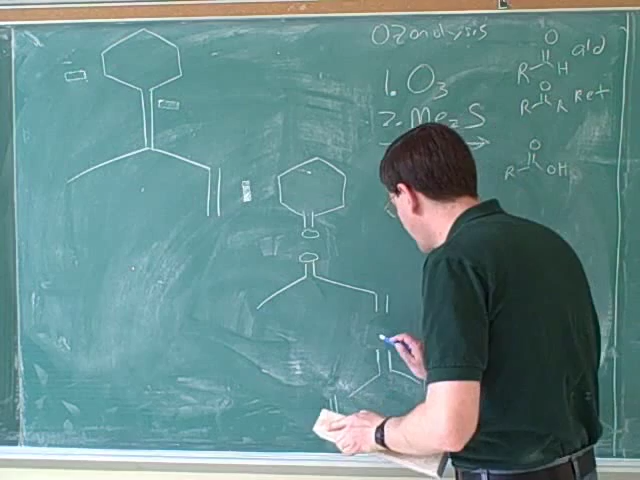 Ozonolysis
1. O3
2. Me2S
O
R H ald
O
R R ket
O
R OH
O
O